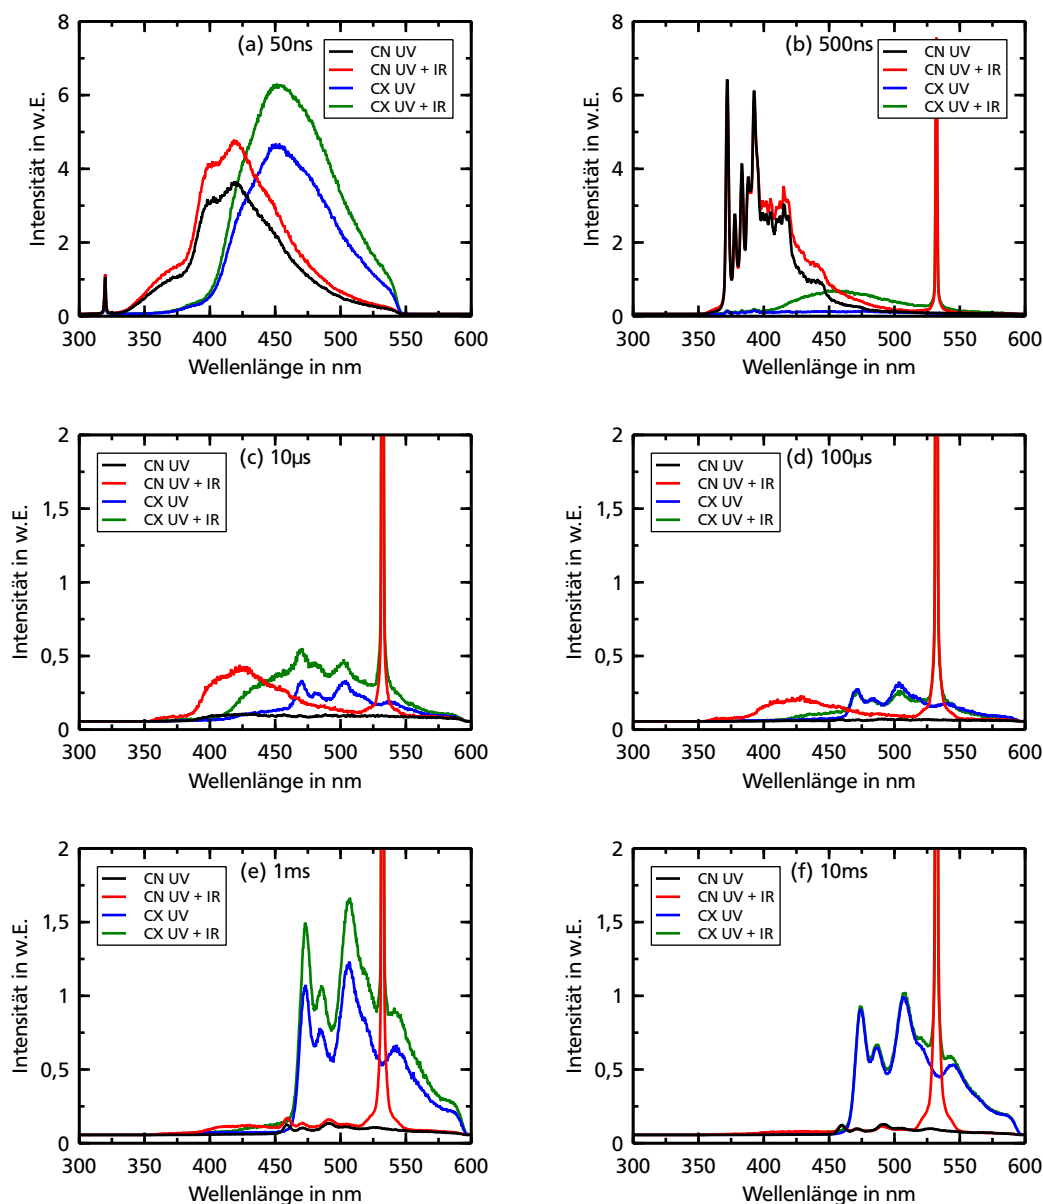 (a) 50ns
CN UV
CN UV + IR
CX UV
CX UV + IR
Intensität in w.E.
8
6
4
2
0
300 350 400 450 500 550 600
Wellenlänge in nm
(b) 500ns
CN UV
CN UV + IR
CX UV
CX UV + IR
Intensität in w.E.
8
6
4
2
0
300 350 400 450 500 550 600
Wellenlänge in nm
(c) 10µs
CN UV
CN UV + IR
CX UV
CX UV + IR
Intensität in w.E.
2
1,5
1
0,5
0
300 350 400 450 500 550 600
Wellenlänge in nm
(d) 100µs
CN UV
CN UV + IR
CX UV
CX UV + IR
Intensität in w.E.
2
1,5
1
0,5
0
300 350 400 450 500 550 600
Wellenlänge in nm
(e) 1ms
CN UV
CN UV + IR
CX UV
CX UV + IR
Intensität in w.E.
2
1,5
1
0,5
0
300 350 400 450 500 550 600
Wellenlänge in nm
(f) 10ms
CN UV
CN UV + IR
CX UV
CX UV + IR
Intensität in w.E.
2
1,5
1
0,5
0
300 350 400 450 500 550 600
Wellenlänge in nm